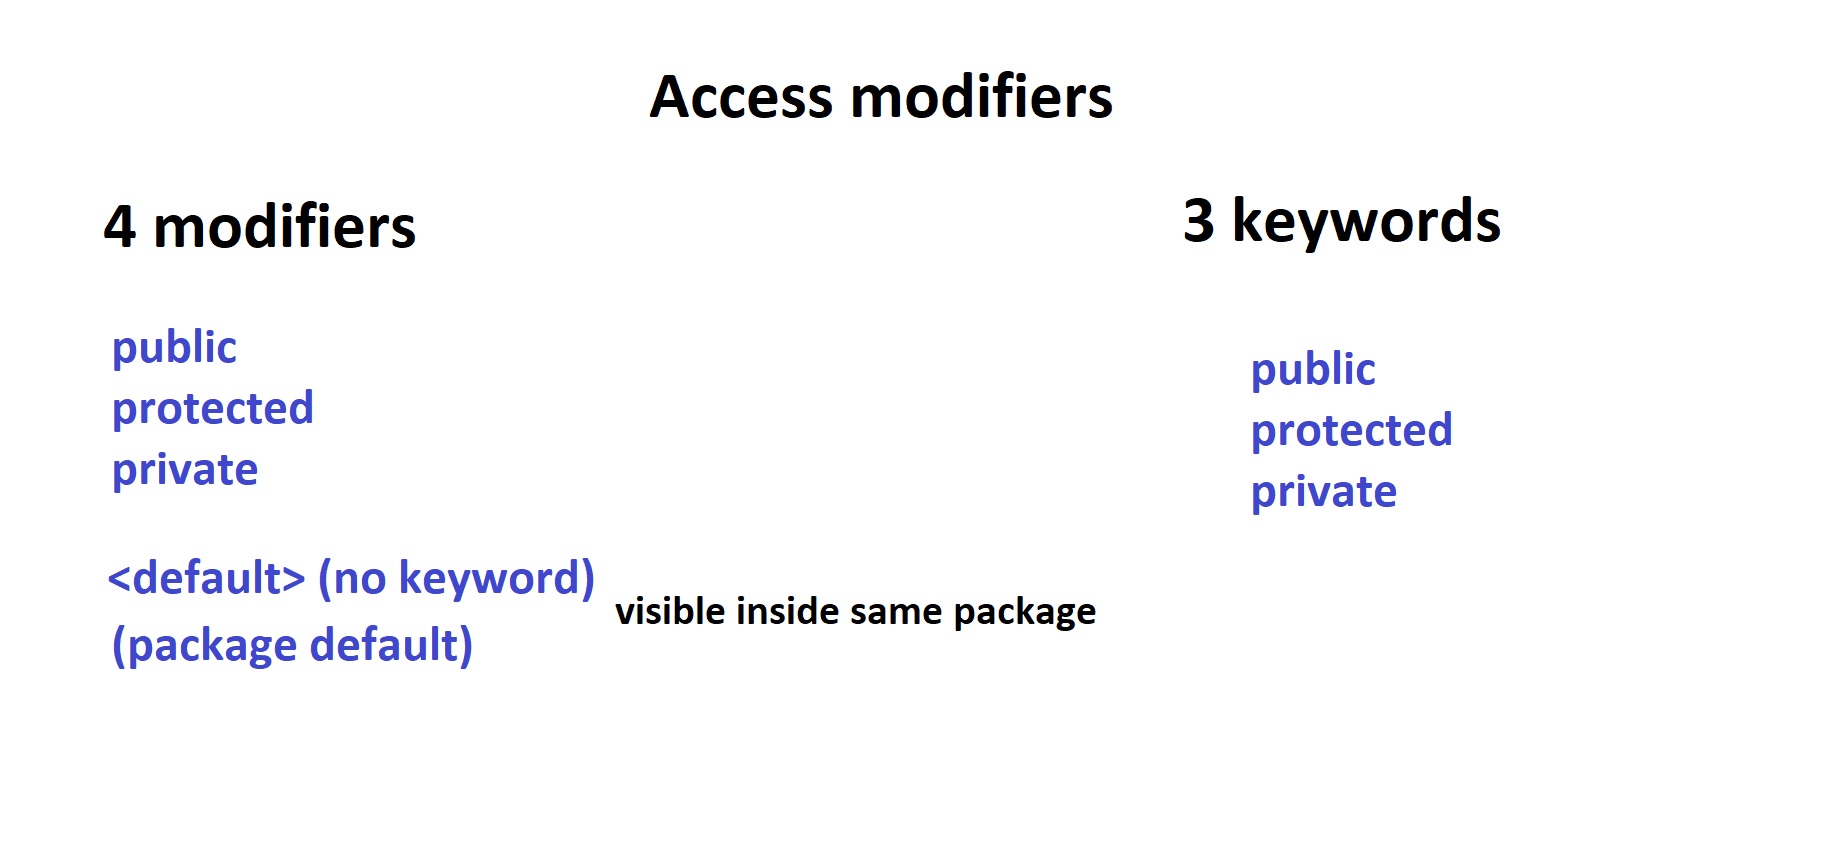 Access modifiers
4 modifiers
public
protected
private
<default> (no keyword)
(package default)
visible inside same package
3 keywords
public
protected
private